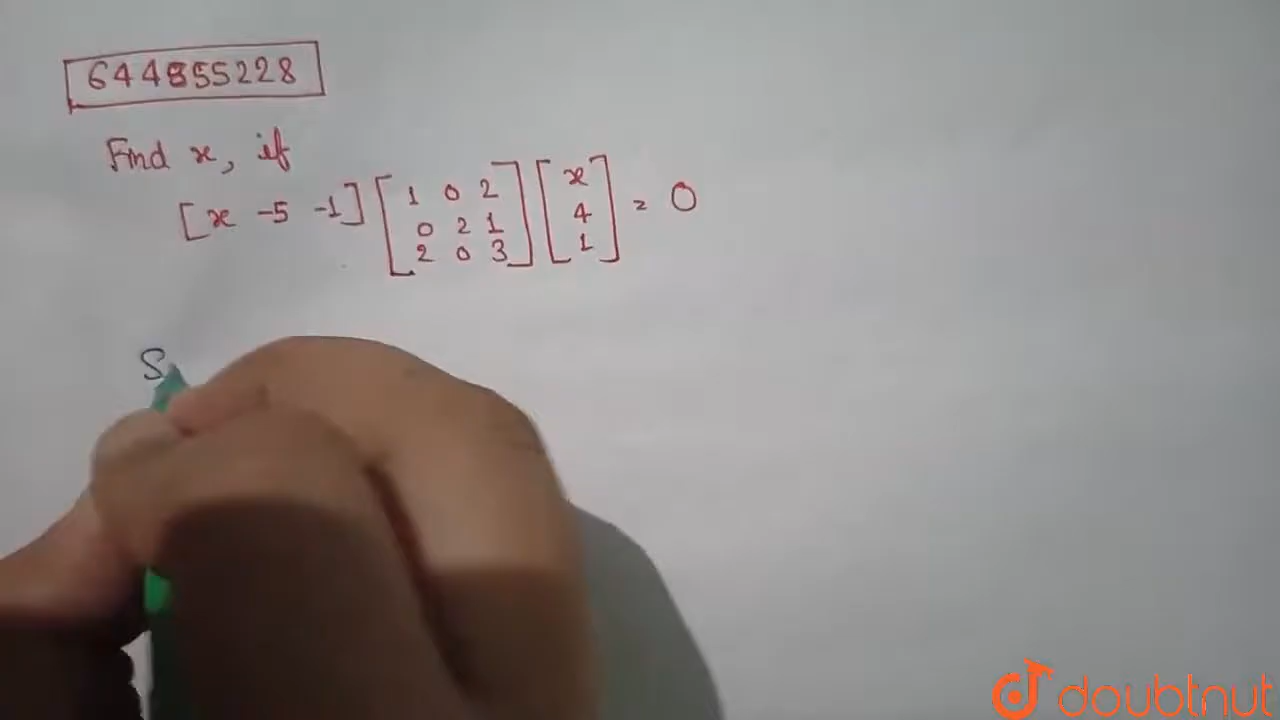 644855228
Find x, if
[x -5 -1] [1 0 2 0 2 1 2 0 3] [x 4 1] = 0
S
doubtnut